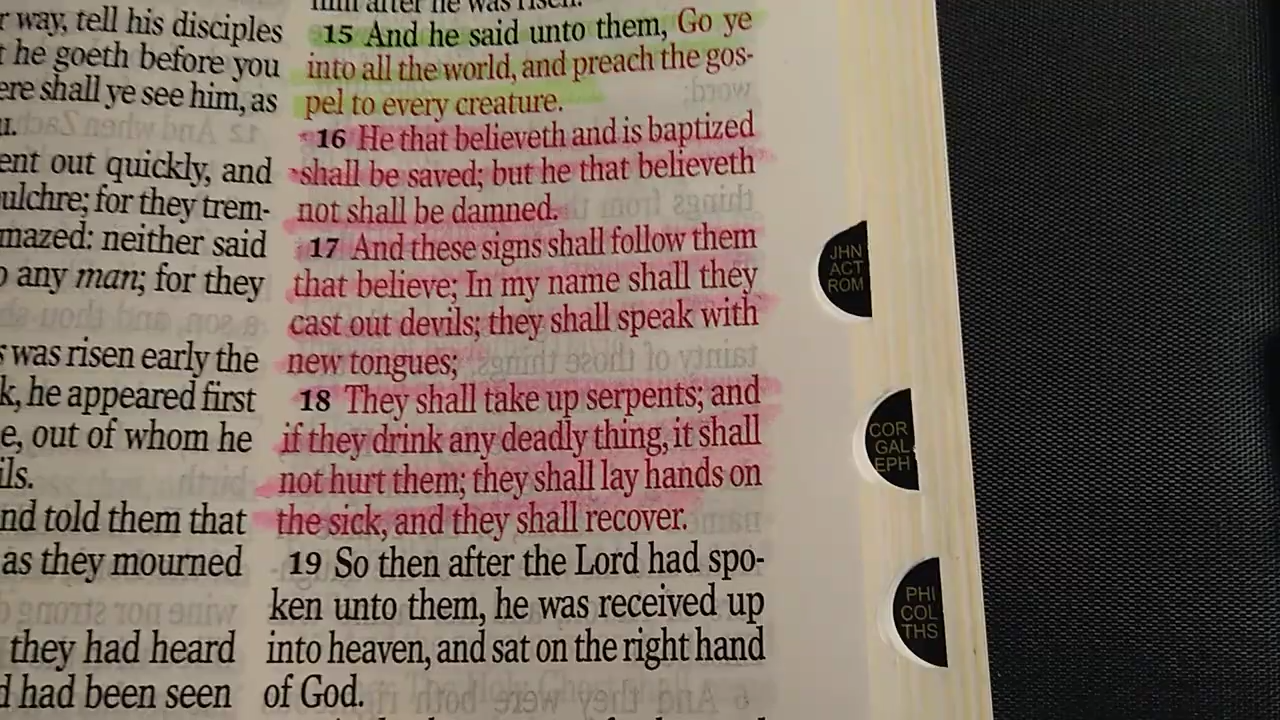 r way, tell his disciples
t he goeth before you
ere shall ye see him, as
u.
ent out quickly, and
ulchre; for they trem-
mazed: neither said
o any man; for they
s was risen early the
k, he appeared first
e, out of whom he
ils.
nd told them that
as they mourned
they had heard
d had been seen
him after he was risen.
15 And he said unto them, Go ye
into all the world, and preach the gos-
pel to every creature.
16 He that believeth and is baptized
shall be saved; but he that believeth
not shall be damned.
17 And these signs shall follow them
that believe; In my name shall they
cast out devils; they shall speak with
new tongues;
18 They shall take up serpents; and
if they drink any deadly thing, it shall
not hurt them; they shall lay hands on
the sick, and they shall recover.
19 So then after the Lord had spo-
ken unto them, he was received up
into heaven, and sat on the right hand
of God.
JHN
ACT
ROM
COR
GAL
EPH
PHI
COL
THS